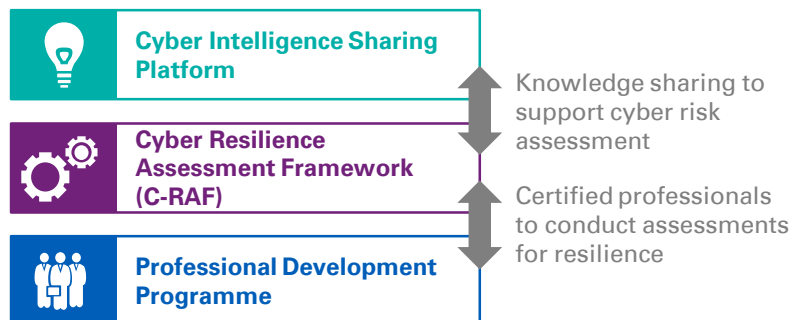 Cyber Intelligence Sharing
Platform
Knowledge sharing to
support cyber risk
assessment
Cyber Resilience
Assessment Framework
(C-RAF)
Certified professionals
to conduct assessments
for resilience
Professional Development
Programme